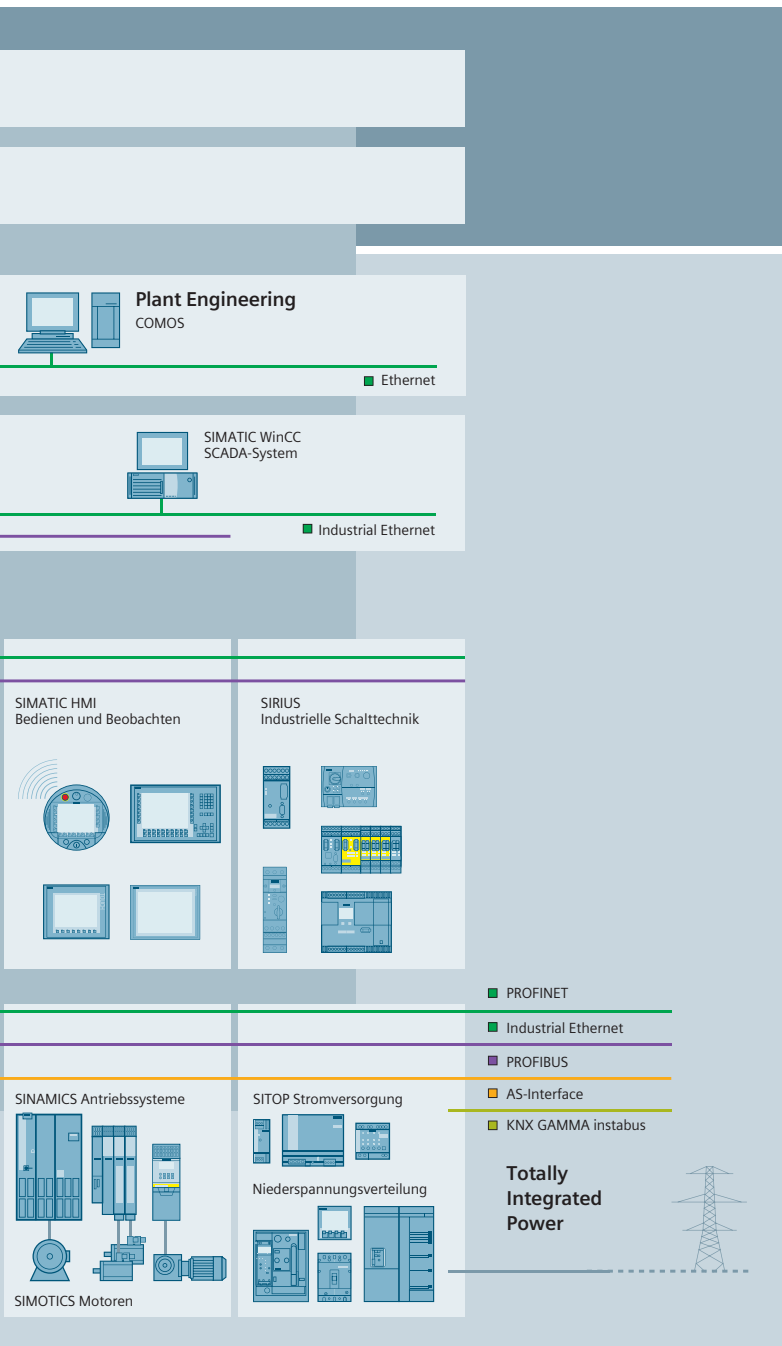 Plant Engineering
COMOS
Ethernet
SIMATIC WinCC
SCADA-System
Industrial Ethernet
SIMATIC HMI
Bedienen und Beobachten
SIRIUS
Industrielle Schalttechnik
PROFINET
Industrial Ethernet
PROFIBUS
AS-Interface
KNX GAMMA instabus
SINAMICS Antriebssysteme
SITOP Stromversorgung
Niederspannungsverteilung
Totally
Integrated
Power
SIMOTICS Motoren